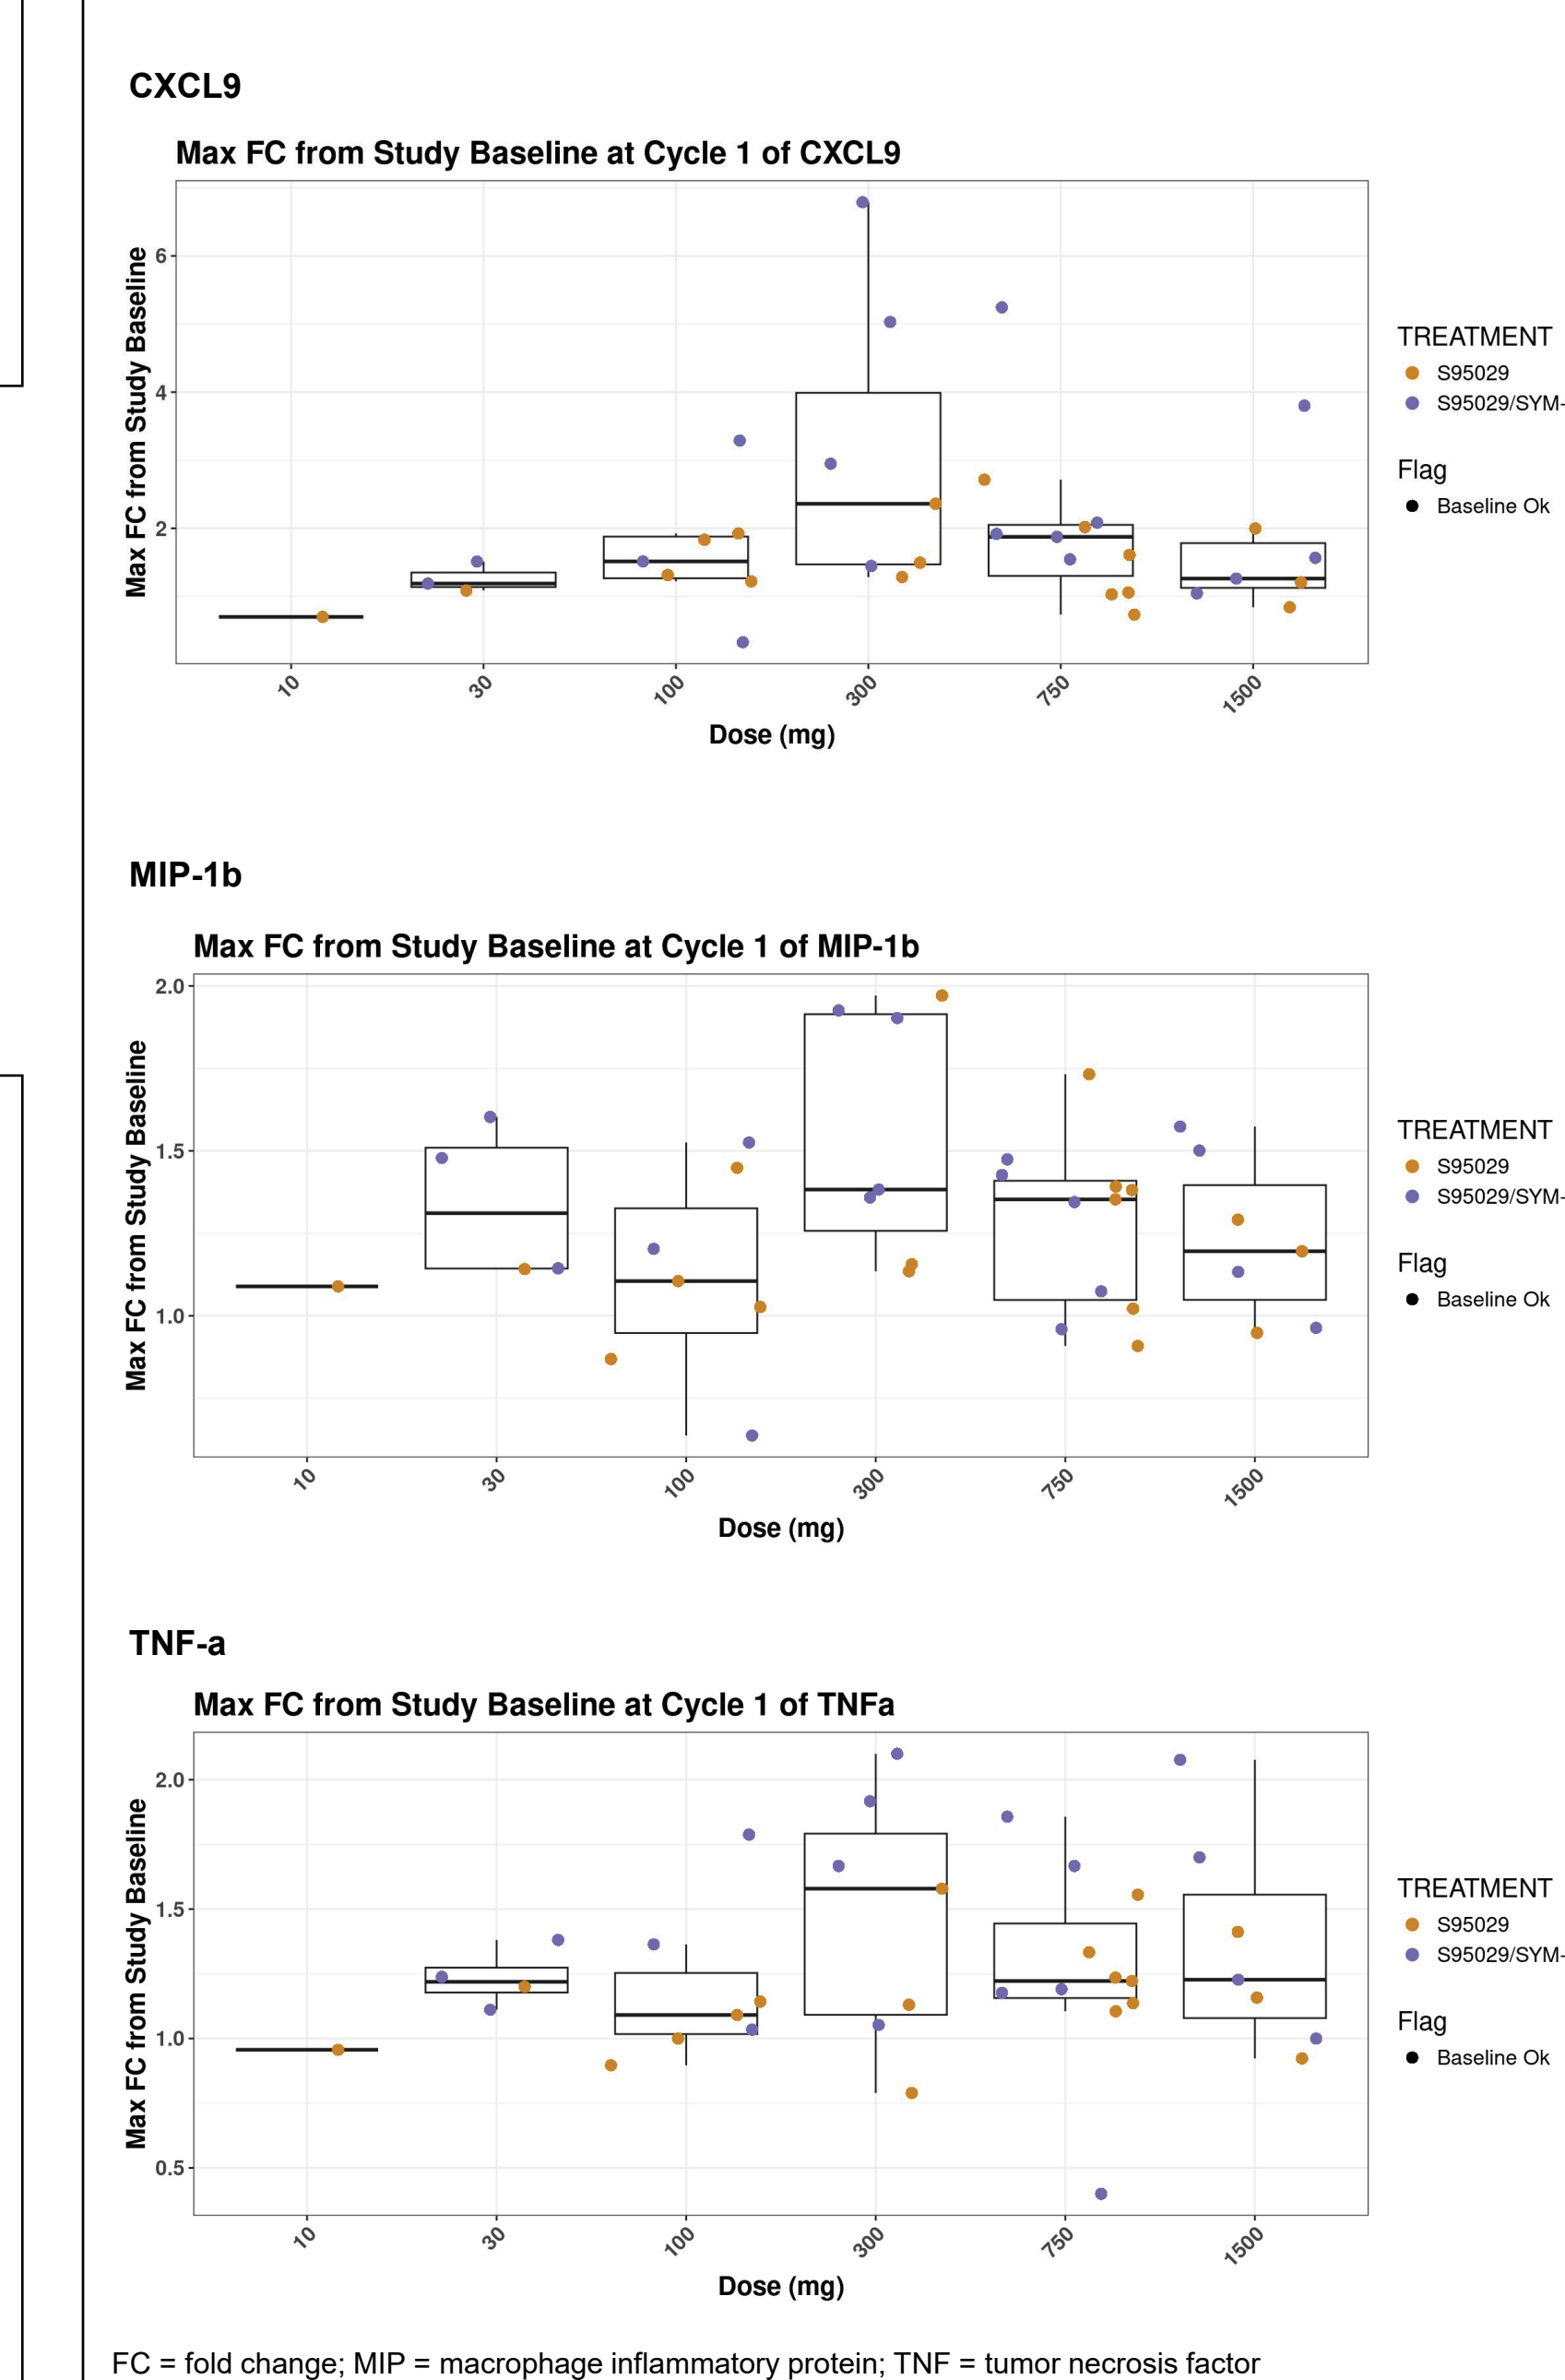 CXCL9
Max FC from Study Baseline at Cycle 1 of CXCL9
Max FC from Study Baseline
6
4
2
10
30
100
300
750
1500
Dose (mg)
TREATMENT
S95029
S95029/SYM-
Flag
Baseline Ok
MIP-1b
Max FC from Study Baseline at Cycle 1 of MIP-1b
Max FC from Study Baseline
2.0
1.5
1.0
10
30
100
300
750
1500
Dose (mg)
TREATMENT
S95029
S95029/SYM-
Flag
Baseline Ok
TNF-a
Max FC from Study Baseline at Cycle 1 of TNFa
Max FC from Study Baseline
2.0
1.5
1.0
0.5
10
30
100
300
750
1500
Dose (mg)
TREATMENT
S95029
S95029/SYM-
Flag
Baseline Ok
FC = fold change; MIP = macrophage inflammatory protein; TNF = tumor necrosis factor